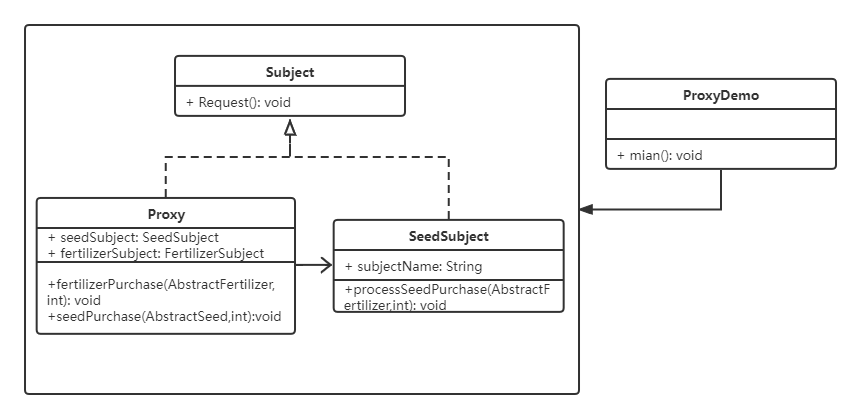 Subject
+ Request(): void
ProxyDemo
+ mian(): void
Proxy
+ seedSubject: SeedSubject
+ fertilizerSubject: FertilizerSubject
+fertilizerPurchase(AbstractFertilizer,
int): void
+seedPurchase(AbstractSeed,int):void
SeedSubject
+ subjectName: String
+processSeedPurchase(AbstractF
ertilizer,int): void